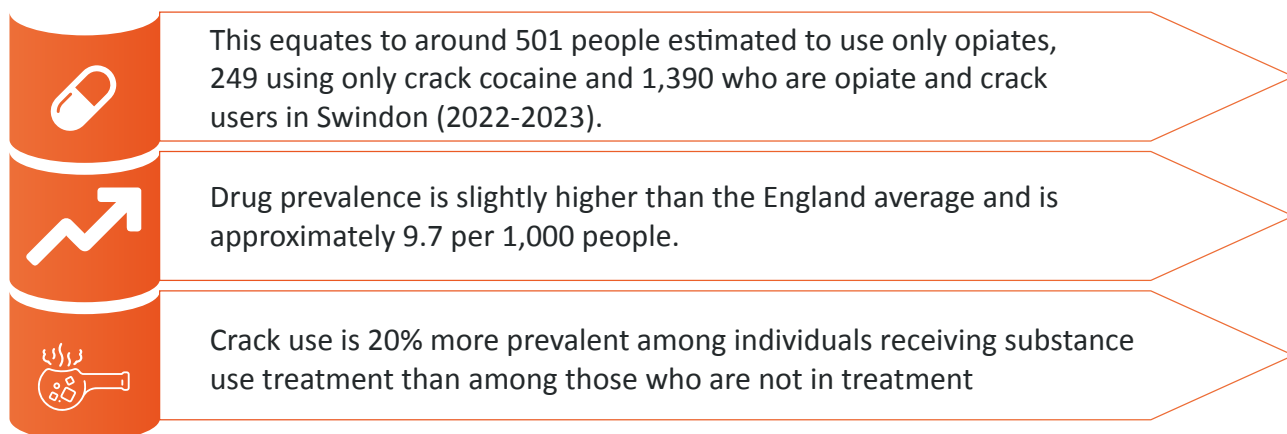 This equates to around 501 people estimated to use only opiates,
249 using only crack cocaine and 1,390 who are opiate and crack
users in Swindon (2022-2023).
Drug prevalence is slightly higher than the England average and is
approximately 9.7 per 1,000 people.
Crack use is 20% more prevalent among individuals receiving substance
use treatment than among those who are not in treatment